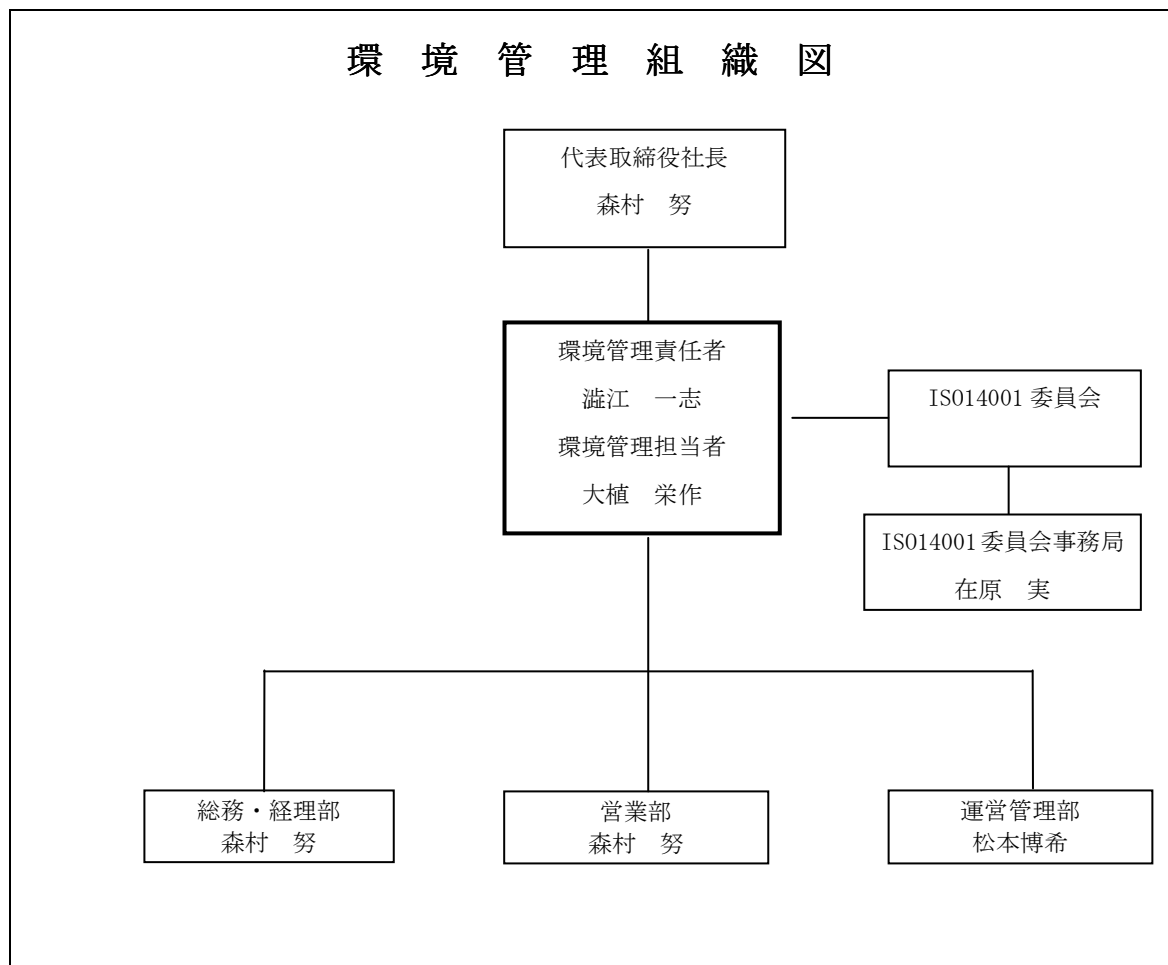 環 境 管 理 組 織 図
代表取締役社長
森村　努
環境管理責任者
澁江　一志
環境管理担当者
大植　栄作
ISO14001 委員会
ISO14001 委員会事務局
在原　実
総務・経理部
森村　努
営業部
森村　努
運営管理部
松本博希